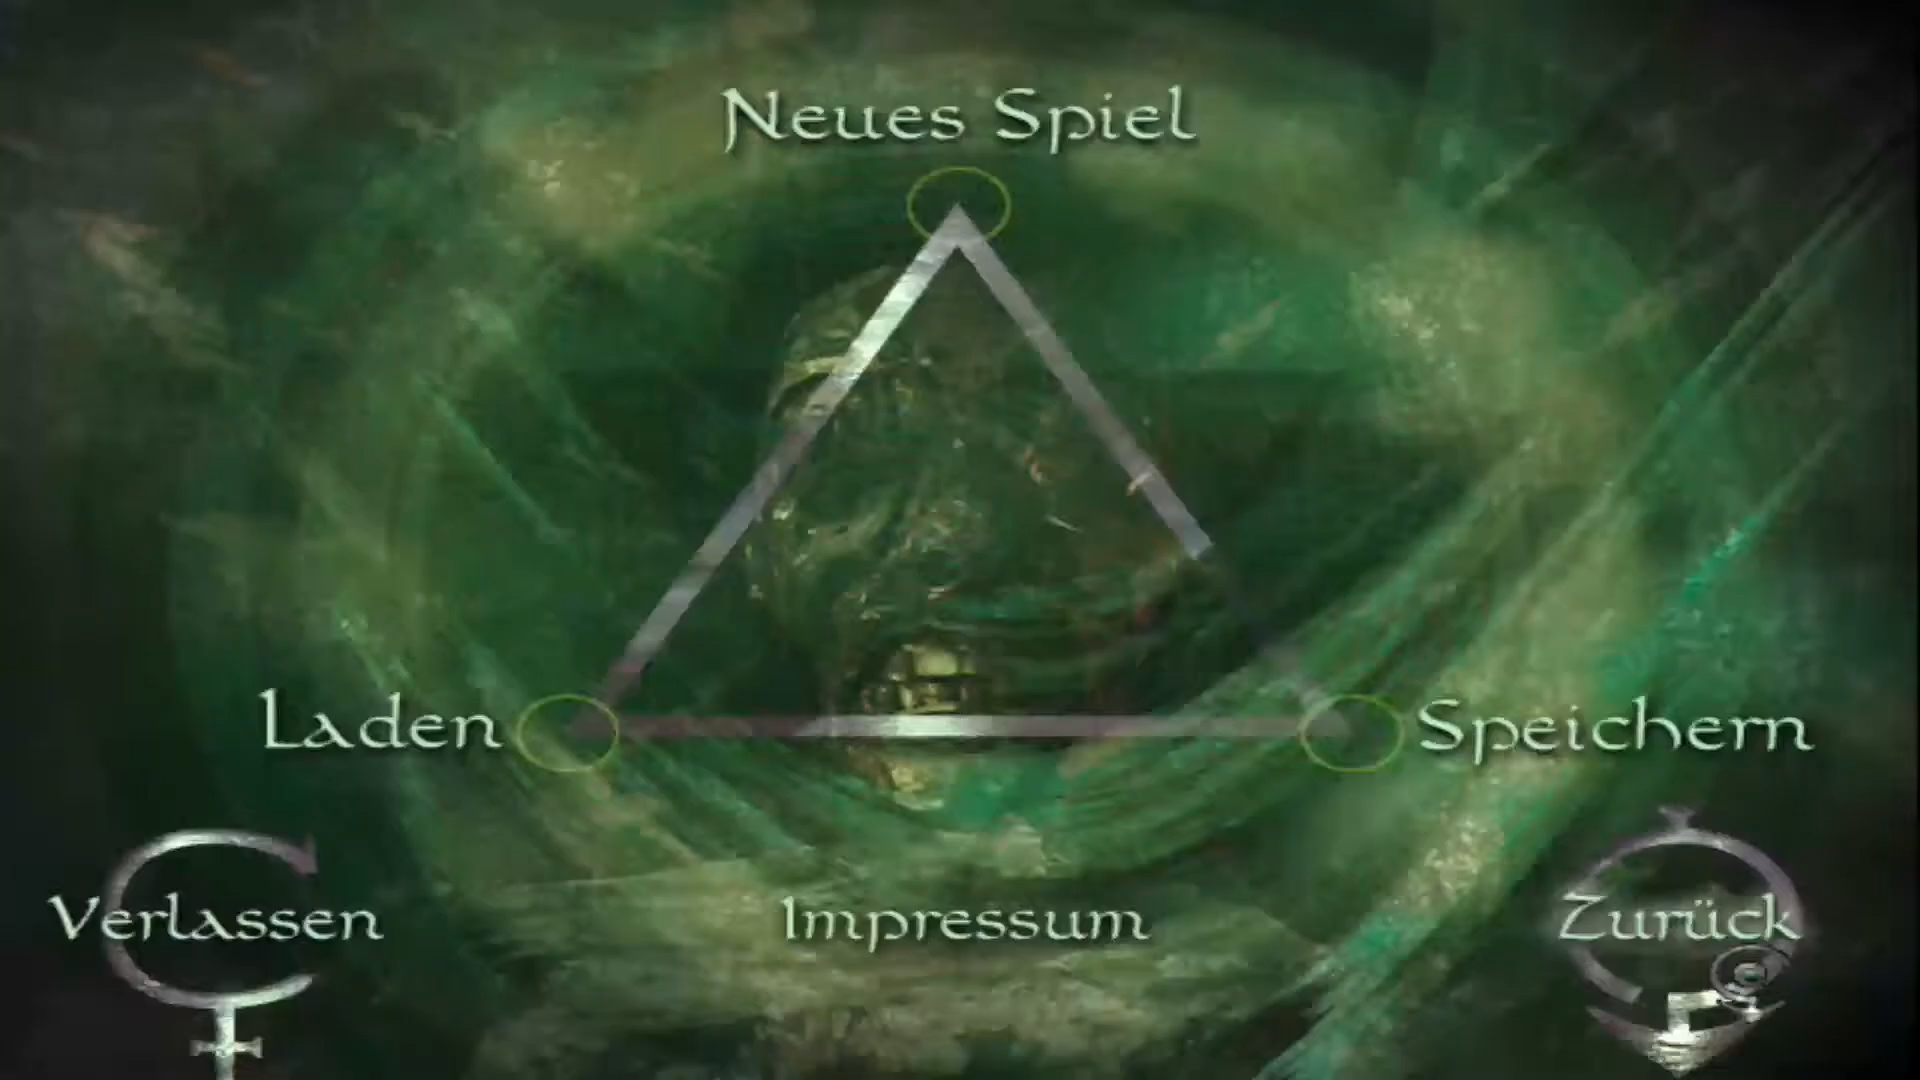 Neues Spiel
Laden
Speichern
Verlassen
Impressum
Zurück